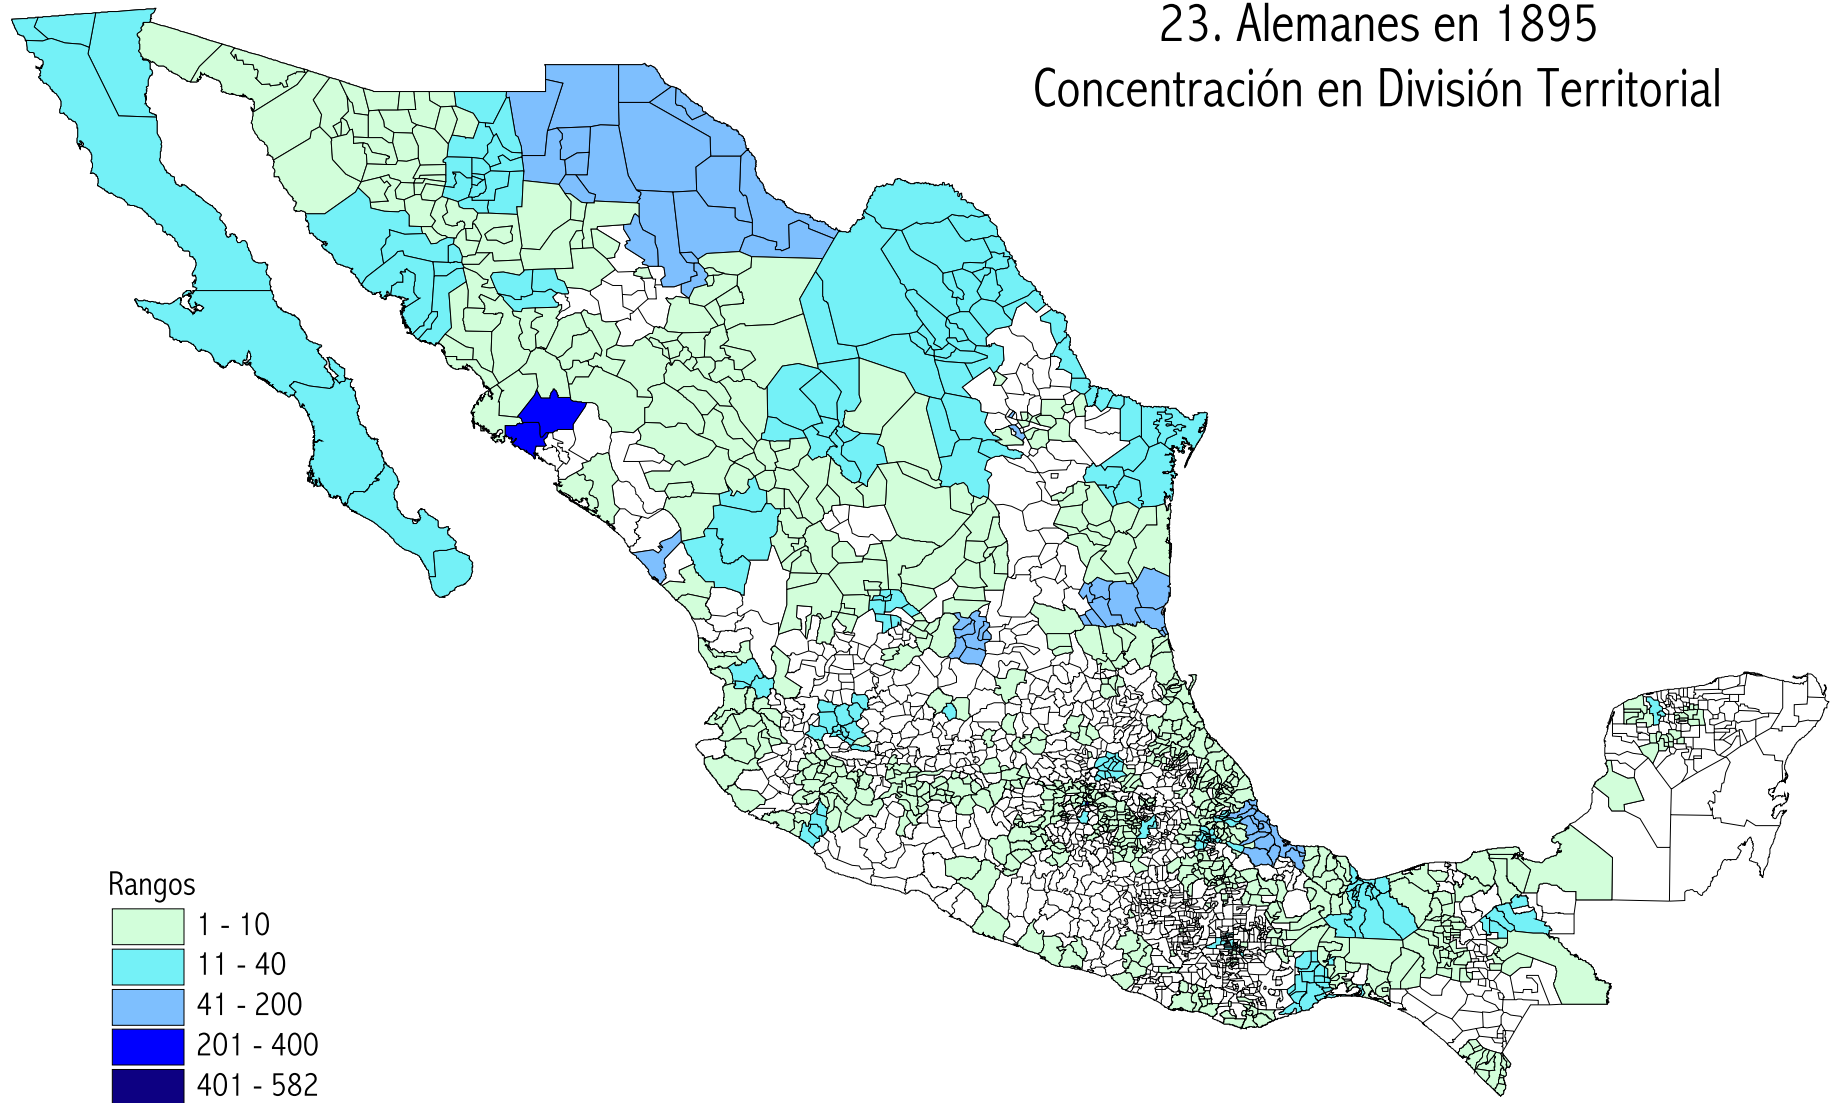 23. Alemanes en 1895
Concentración en División Territorial
Rangos
1 - 10
11 - 40
41 - 200
201 - 400
401 - 582